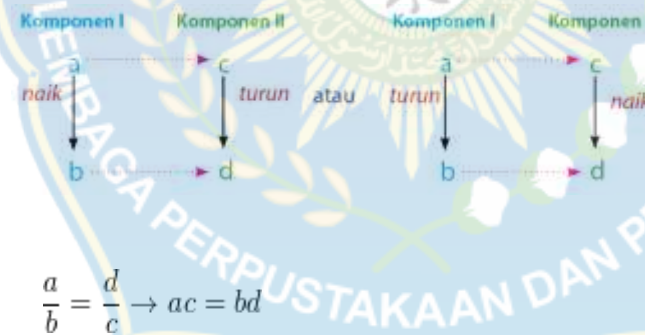 Komponen I Komponen II Komponen I Komponen
a c a c
naik turun atau turun naik
b d b d
a/b = d/c → ac = bd
LEMBAGA PERPUSTAKAAN DAN